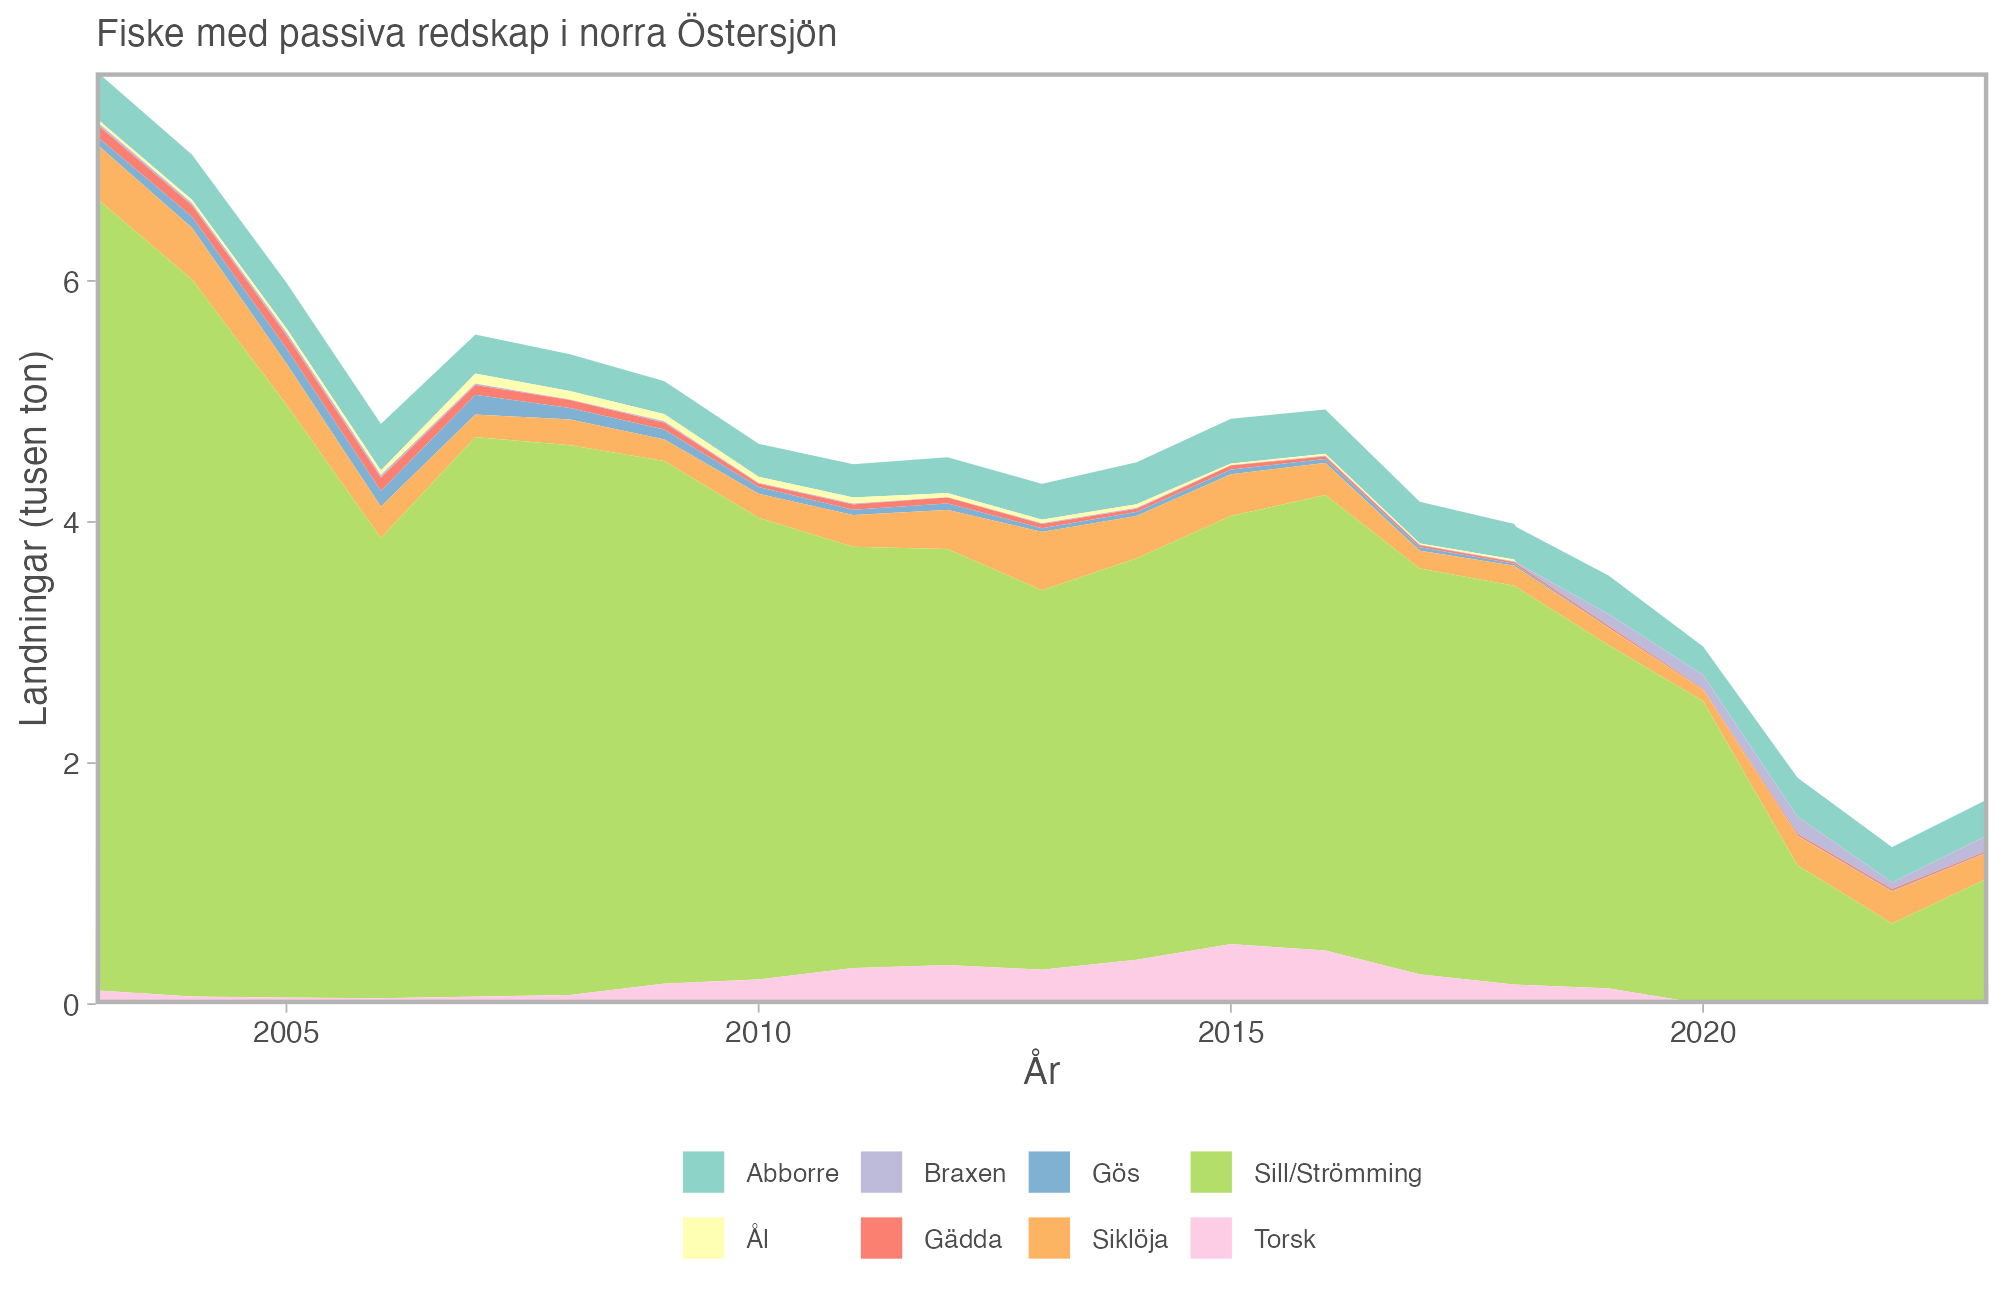 Fiske med passiva redskap i norra Östersjön
Landningar (tusen ton)
6
4
2
0
2005 2010 2015 2020
År
Abborre Braxen Gös Sill/Strömming
Ål Gädda Siklöja Torsk